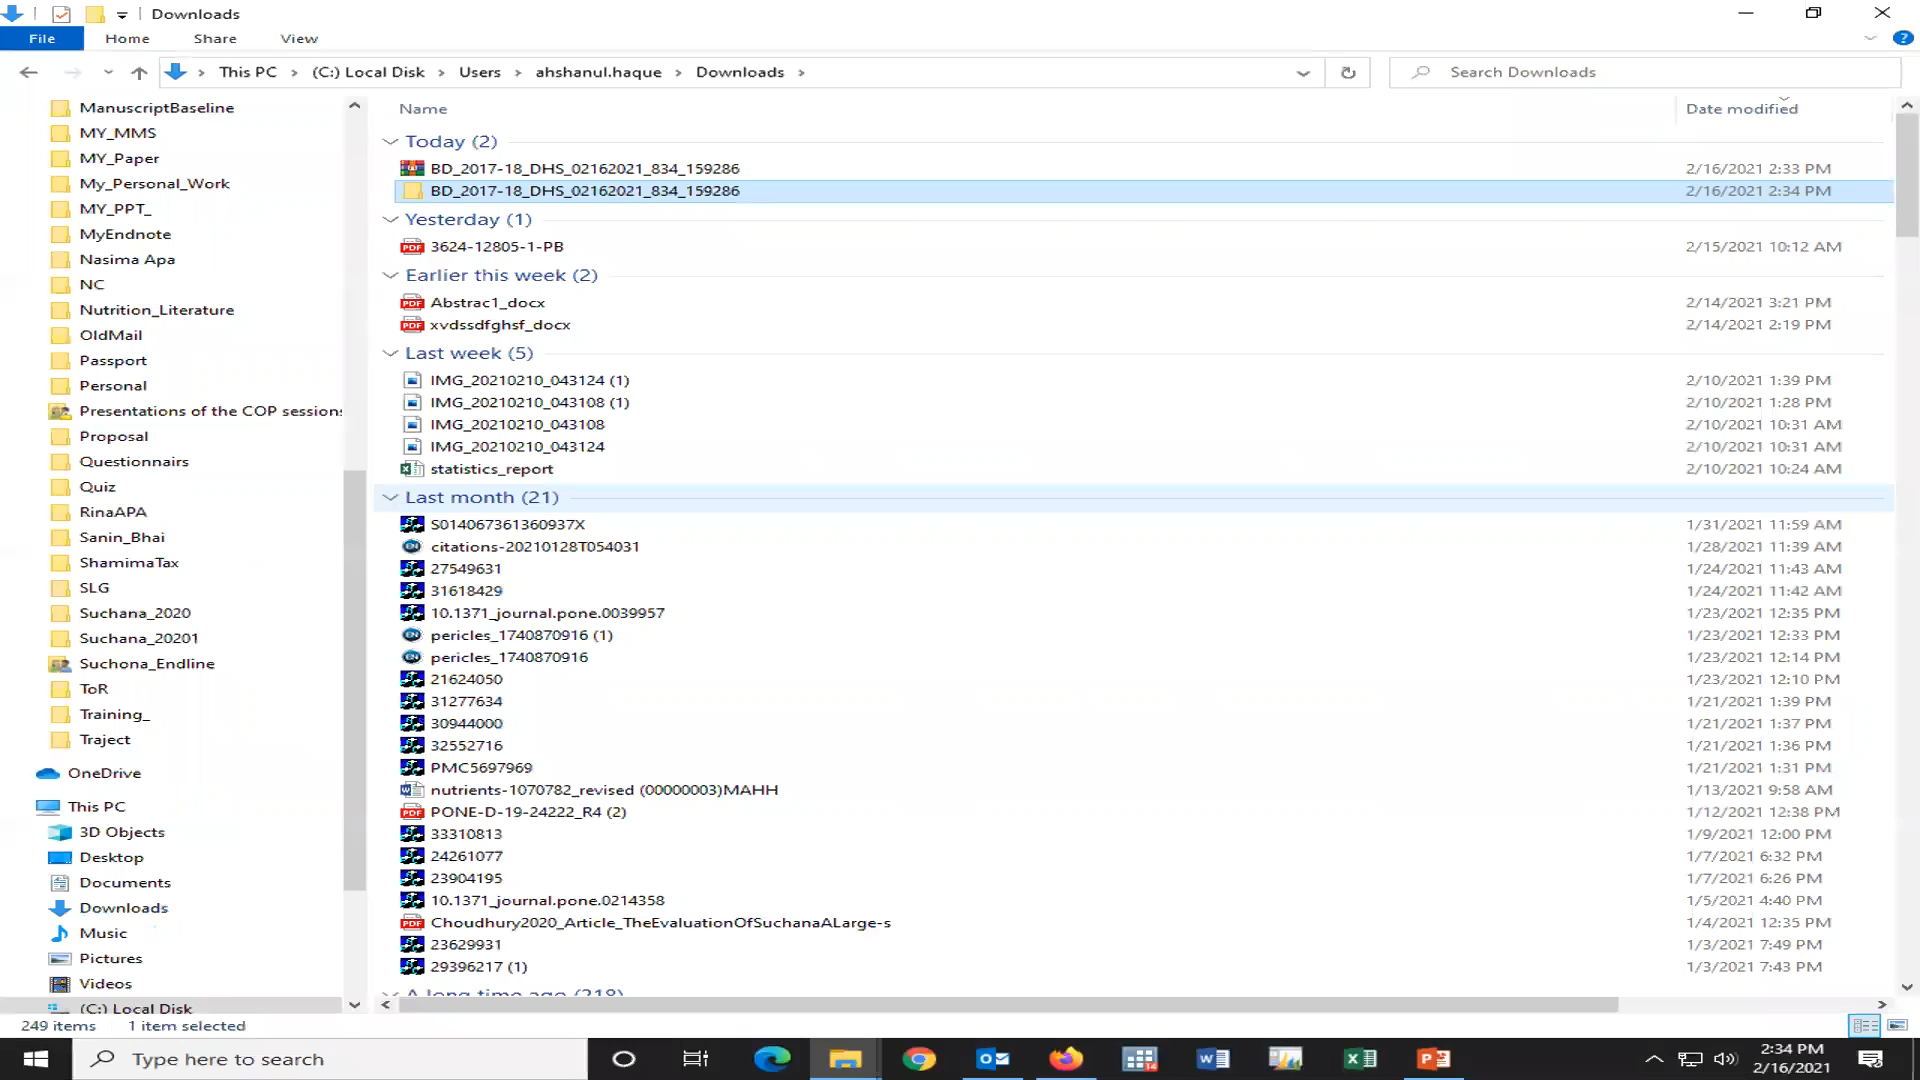 Downloads
File
Home
Share
View
This PC
(C:) Local Disk
Users
ahshanul.haque
Downloads
Search Downloads
ManuscriptBaseline
MY_MMS
MY_Paper
My_Personal_Work
MY_PPT_
MyEndnote
Nasima Apa
NC
Nutrition_Literature
OldMail
Passport
Personal
Presentations of the COP sessions
Proposal
Questionnairs
Quiz
RinaAPA
Sanin_Bhai
ShamimaTax
SLG
Suchana_2020
Suchana_20201
Suchona_Endline
ToR
Training_
Traject
OneDrive
This PC
3D Objects
Desktop
Documents
Downloads
Music
Pictures
Videos
(C:) Local Disk
Name Date modified
Today (2)
BD_2017-18_DHS_02162021_834_159286 2/16/2021 2:33 PM
BD_2017-18_DHS_02162021_834_159286 2/16/2021 2:34 PM
Yesterday (1)
3624-12805-1-PB 2/15/2021 10:12 AM
Earlier this week (2)
Abstrac1_docx 2/14/2021 3:21 PM
xvdssdfghsf_docx 2/14/2021 2:19 PM
Last week (5)
IMG_20210210_043124 (1) 2/10/2021 1:39 PM
IMG_20210210_043108 (1) 2/10/2021 1:28 PM
IMG_20210210_043108 2/10/2021 10:31 AM
IMG_20210210_043124 2/10/2021 10:31 AM
statistics_report 2/10/2021 10:24 AM
Last month (21)
S014067361360937X 1/31/2021 11:59 AM
citations-20210128T054031 1/28/2021 11:39 AM
27549631 1/24/2021 11:43 AM
31618429 1/24/2021 11:42 AM
10.1371_journal.pone.0039957 1/23/2021 12:35 PM
pericles_1740870916 (1) 1/23/2021 12:33 PM
pericles_1740870916 1/23/2021 12:14 PM
21624050 1/23/2021 12:10 PM
31277634 1/21/2021 1:39 PM
30944000 1/21/2021 1:37 PM
32552716 1/21/2021 1:36 PM
PMC5697969 1/21/2021 1:31 PM
nutrients-1070782_revised (00000003)MAHH 1/13/2021 9:58 AM
PONE-D-19-24222_R4 (2) 1/12/2021 12:38 PM
33310813 1/9/2021 12:00 PM
24261077 1/7/2021 6:32 PM
23904195 1/7/2021 6:26 PM
10.1371_journal.pone.0214358 1/5/2021 4:40 PM
Choudhury2020_Article_TheEvaluationOfSuchanaALarge-s 1/4/2021 12:35 PM
23629931 1/3/2021 7:49 PM
29396217 (1) 1/3/2021 7:43 PM
A long time ago (218)
249 items 1 item selected
Type here to search
2:34 PM
2/16/2021